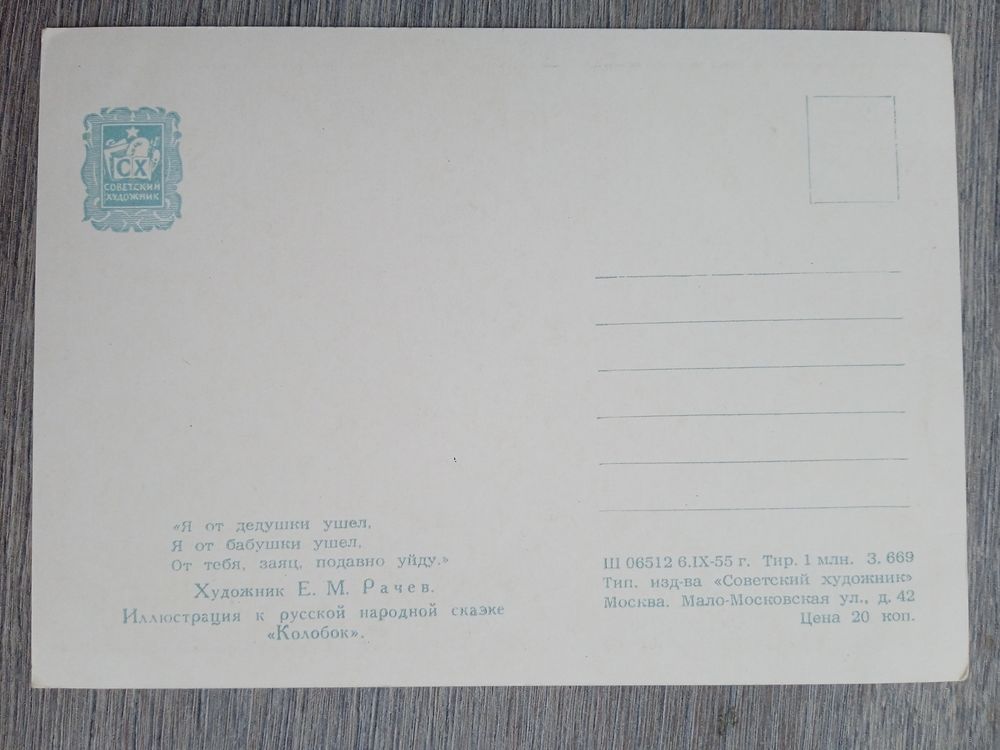 СХ
СОВЕТСКИЙ
ХУДОЖНИК
«Я от дедушки ушел,
Я от бабушки ушел,
От тебя, заяц, подавно уйду.»
Художник Е. М. Рачев.
Иллюстрация к русской народной сказке
«Колобок».
Ш 06512 6.IX-55 г. Тир. 1 млн. З. 669
Тип. изд-ва «Советский художник»
Москва. Мало-Московская ул., д. 42
Цена 20 коп.